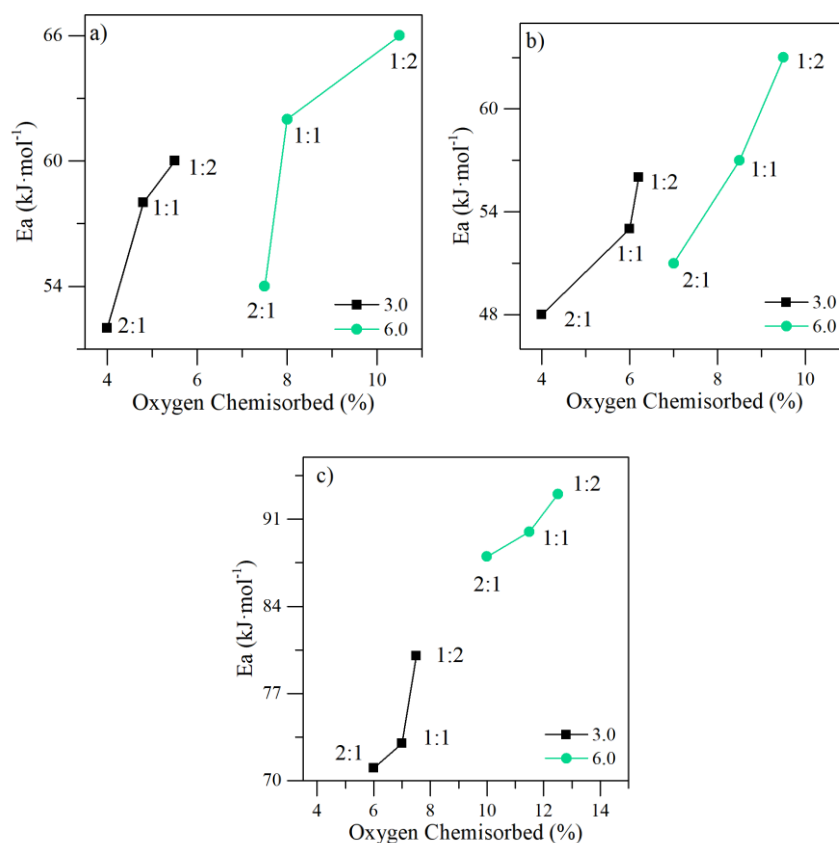 a)
66
60
54
Ea (kJ·mol⁻¹)
1:2
1:1
2:1
1:2
1:1
2:1
3.0
6.0
4 6 8 10
Oxygen Chemisorbed (%)
b)
60
54
48
Ea (kJ·mol⁻¹)
1:2
1:1
2:1
1:2
1:1
2:1
3.0
6.0
4 6 8 10
Oxygen Chemisorbed (%)
c)
91
84
77
70
Ea (kJ·mol⁻¹)
1:2
1:1
2:1
1:2
1:1
2:1
3.0
6.0
4 6 8 10 12 14
Oxygen Chemisorbed (%)